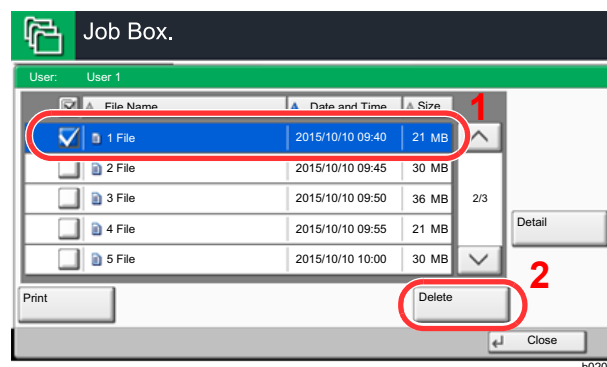 Job Box.
User: User 1
File Name Date and Time Size
1
1 File 2015/10/10 09:40 21 MB
2 File 2015/10/10 09:45 30 MB
3 File 2015/10/10 09:50 36 MB 2/3
4 File 2015/10/10 09:55 21 MB
Detail
5 File 2015/10/10 10:00 30 MB
2
Print Delete
Close